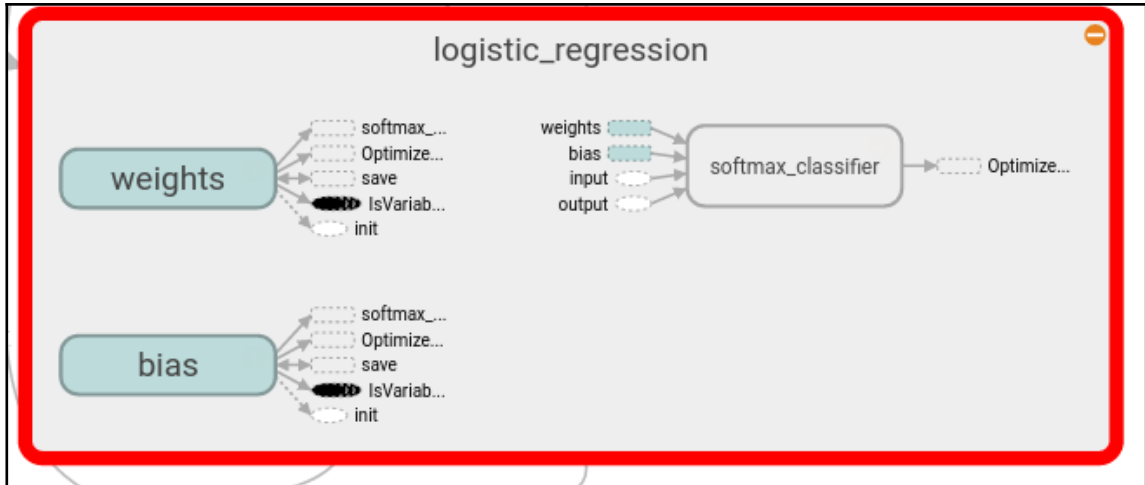 logistic_regression
weights
softmax_...
Optimize...
save
IsVariab...
init
weights
bias
input
output
softmax_classifier
Optimize...
bias
softmax_...
Optimize...
save
IsVariab...
init